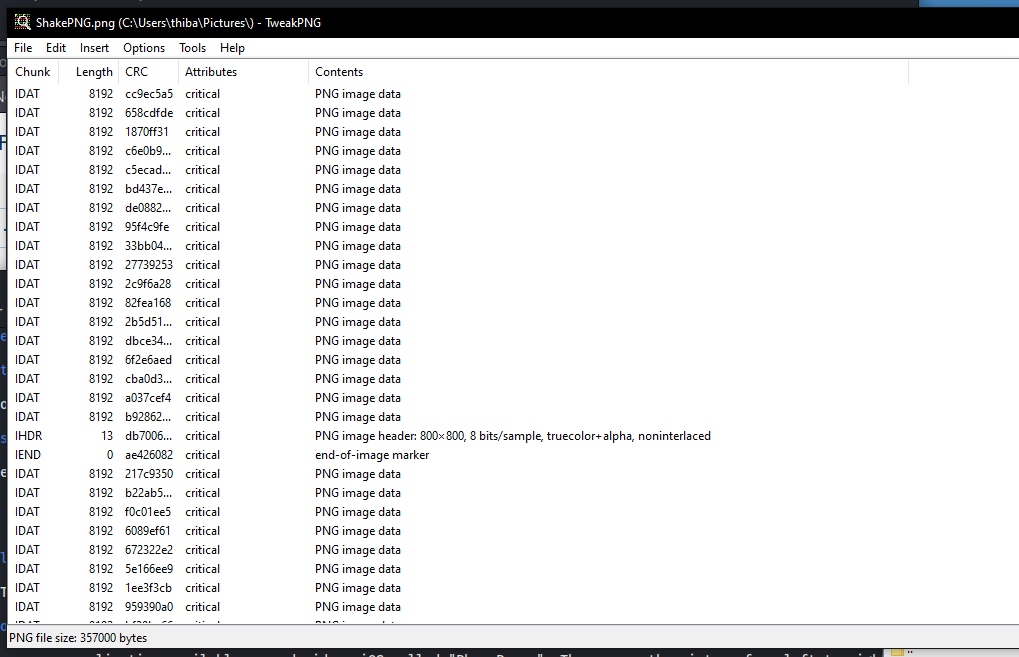 ShakePNG.png (C:\Users\thiba\Pictures\) - TweakPNG
File Edit Insert Options Tools Help
Chunk Length CRC Attributes Contents
IDAT 8192 cc9ec5a5 critical PNG image data
IDAT 8192 658cdfde critical PNG image data
IDAT 8192 1870ff31 critical PNG image data
IDAT 8192 c6e0b9... critical PNG image data
IDAT 8192 c5ecad... critical PNG image data
IDAT 8192 bd437e... critical PNG image data
IDAT 8192 de0882... critical PNG image data
IDAT 8192 95f4c9fe critical PNG image data
IDAT 8192 33bb04... critical PNG image data
IDAT 8192 27739253 critical PNG image data
IDAT 8192 2c9f6a28 critical PNG image data
IDAT 8192 82fea168 critical PNG image data
IDAT 8192 2b5d51... critical PNG image data
IDAT 8192 dbce34... critical PNG image data
IDAT 8192 6f2e6aed critical PNG image data
IDAT 8192 cba0d3... critical PNG image data
IDAT 8192 a037cef4 critical PNG image data
IDAT 8192 b92862... critical PNG image data
IHDR 13 db7006... critical PNG image header: 800×800, 8 bits/sample, truecolor+alpha, noninterlaced
IEND 0 ae426082 critical end-of-image marker
IDAT 8192 217c9350 critical PNG image data
IDAT 8192 b22ab5... critical PNG image data
IDAT 8192 f0c01ee5 critical PNG image data
IDAT 8192 6089ef61 critical PNG image data
IDAT 8192 672322e2 critical PNG image data
IDAT 8192 5e166ee9 critical PNG image data
IDAT 8192 1ee3f3cb critical PNG image data
IDAT 8192 959390a0 critical PNG image data
PNG file size: 357000 bytes